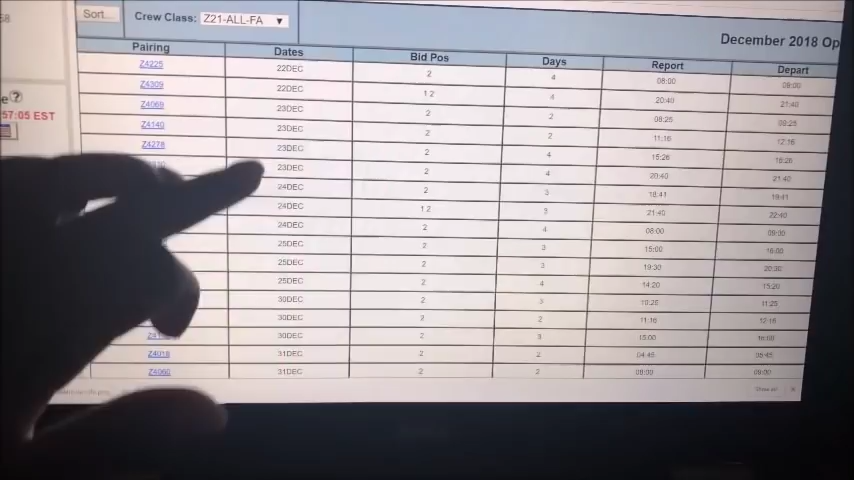 58
Sort...
Crew Class: Z21-ALL-FA ▼
December 2018 Op
e?
57:05 EST
Pairing Dates Bid Pos Days Report Depart
Z4225 22DEC 2 4 08:00 09:00
Z4309 22DEC 1 2 4 20:40 21:40
Z4069 23DEC 2 2 08:25 09:25
Z4140 23DEC 2 2 11:16 12:16
Z4278 23DEC 2 4 15:26 16:26
23DEC 2 4 20:40 21:40
24DEC 2 3 18:41 19:41
24DEC 1 2 3 21:40 22:40
24DEC 2 4 08:00 09:00
25DEC 2 3 15:00 16:00
25DEC 2 3 19:30 20:30
25DEC 2 4 14:20 15:20
30DEC 2 3 10:25 11:25
30DEC 2 2 11:16 12:16
30DEC 2 3 15:00 16:00
Z4018 31DEC 2 2 04:45 05:45
Z4060 31DEC 2 2 08:00 09:00